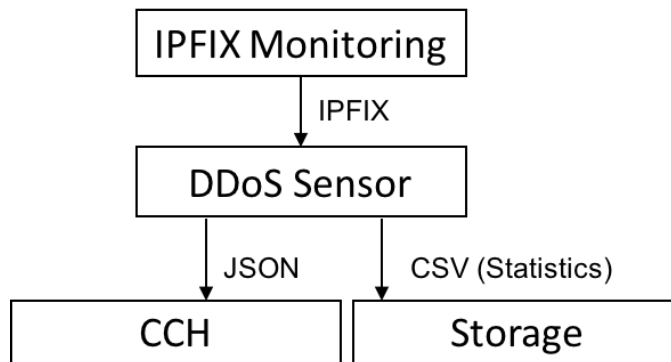 IPFIX Monitoring
IPFIX
DDoS Sensor
JSON
CSV (Statistics)
CCH
Storage